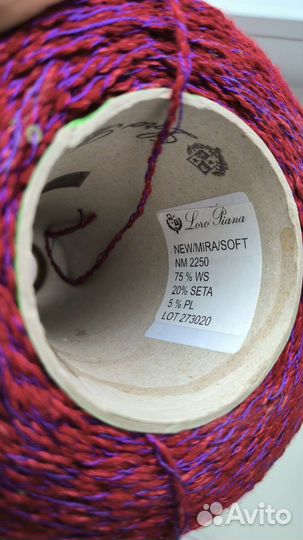 Loro Piana
NEW/MIRA/SOFT
NM 2250
75 % WS
20% SETA
5 % PL
LOT 273020
Avito